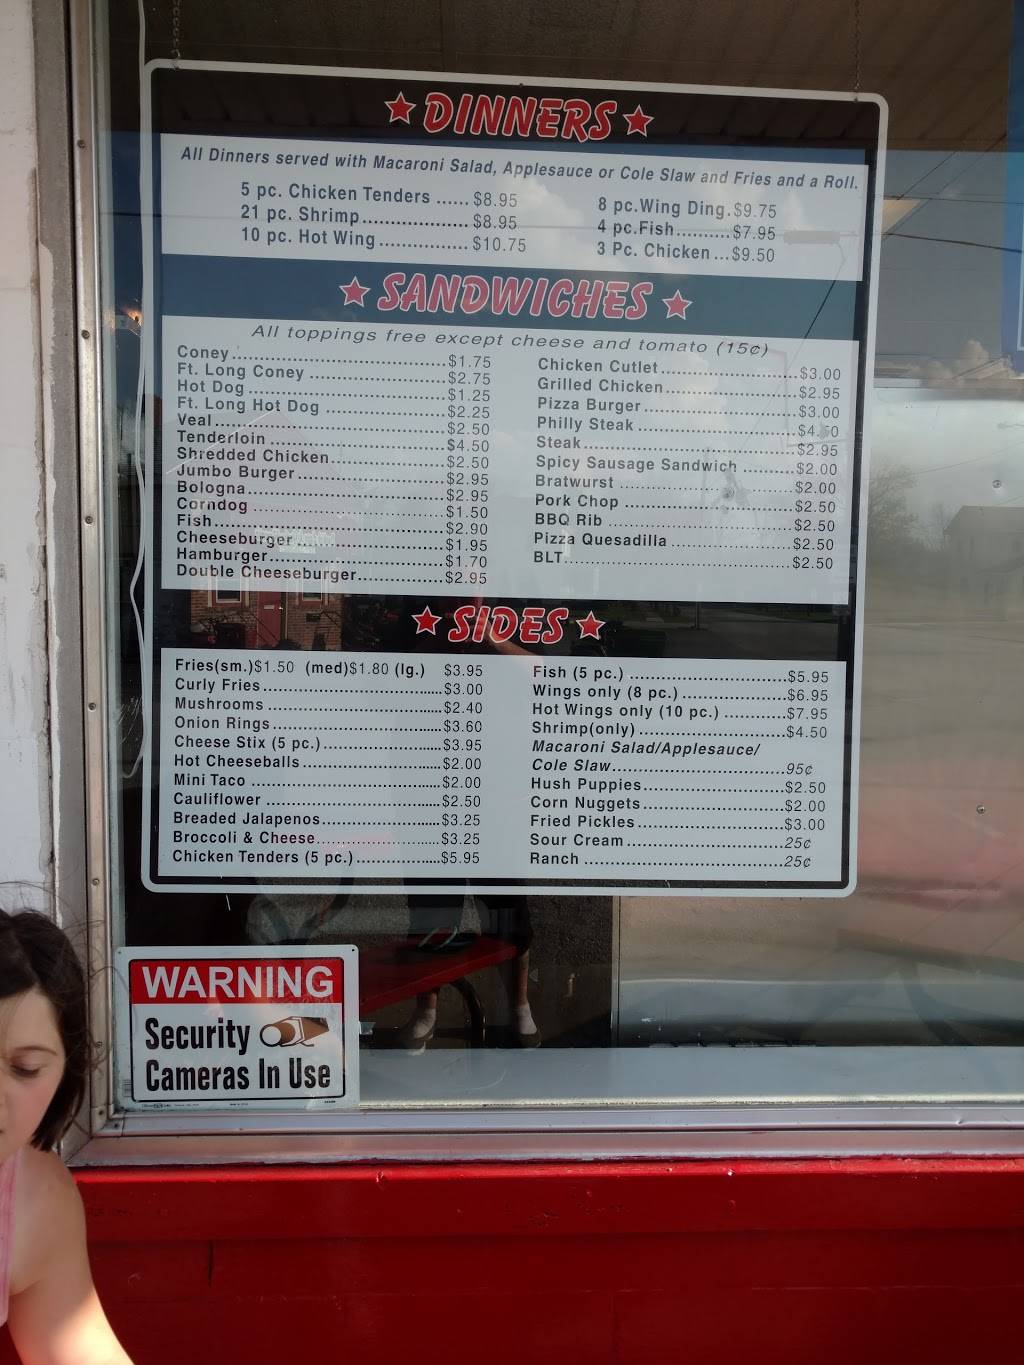 DINNERS
All Dinners served with Macaroni Salad, Applesauce or Cole Slaw and Fries and a Roll.
5 pc. Chicken Tenders ...... $8.95
21 pc. Shrimp.................. $8.95
10 pc. Hot Wing............... $10.75
8 pc.Wing Ding.$9.75
4 pc.Fish.........$7.95
3 Pc. Chicken ...$9.50
SANDWICHES
All toppings free except cheese and tomato (15¢)
Coney..............................$1.75
Ft. Long Coney ....................$2.75
Hot Dog............................$1.25
Ft. Long Hot Dog ..................$2.25
Veal...............................$2.50
Tenderloin ........................$4.50
Shredded Chicken...................$2.50
Jumbo Burger.......................$2.95
Bologna............................$2.95
Corndog ...........................$1.50
Fish...............................$2.90
Cheeseburger.......................$1.95
Hamburger..........................$1.70
Double Cheeseburger................$2.95
Chicken Cutlet.....................$3.00
Grilled Chicken....................$2.95
Pizza Burger.......................$3.00
Philly Steak.......................$4.50
Steak..............................$2.95
Spicy Sausage Sandwich ............$2.00
Bratwurst .........................$2.00
Pork Chop .........................$2.50
BBQ Rib ...........................$2.50
Pizza Quesadilla ..................$2.50
BLT................................$2.50
SIDES
Fries(sm.)$1.50 (med)$1.80 (lg.) $3.95
Curly Fries........................$3.00
Mushrooms .........................$2.40
Onion Rings........................$3.60
Cheese Stix (5 pc.)................$3.95
Hot Cheeseballs....................$2.00
Mini Taco .........................$2.00
Cauliflower .......................$2.50
Breaded Jalapenos..................$3.25
Broccoli & Cheese..................$3.25
Chicken Tenders (5 pc.)............$5.95
Fish (5 pc.) ......................$5.95
Wings only (8 pc.).................$6.95
Hot Wings only (10 pc.) ...........$7.95
Shrimp(only).......................$4.50
Macaroni Salad/Applesauce/
Cole Slaw..........................95¢
Hush Puppies.......................$2.50
Corn Nuggets.......................$2.00
Fried Pickles......................$3.00
Sour Cream.........................25¢
Ranch .............................25¢
WARNING
Security
Cameras In Use